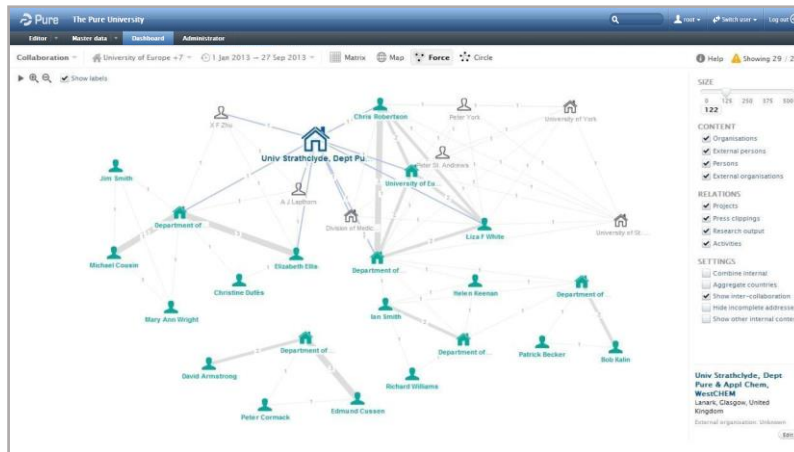 Pure The Pure University
root Switch user Log out
Editor Master data Dashboard Administrator
Collaboration University of Europe +7 1 Jan 2013 — 27 Sep 2013 Matrix Map Force Circle Help Showing 29 / 2
Show labels
SIZE
0 125 250 375 500
122
CONTENT
Organisations
External persons
Persons
External organisations
RELATIONS
Projects
Press clippings
Research output
Activities
SETTINGS
Combine internal
Aggregate countries
Show inter-collaboration
Hide incomplete addresse
Show other internal conte
X F Zhu
Chris Robertson
Peter York
University of York
Univ Strathclyde, Dept Pu...
Peter St. Andrews
Jim Smith
University of Eu...
A J Lapthorn
Department of ...
Division of Medic...
Liza F White
University of St ...
Michael Cousin
Elizabeth Ellis
Department of ...
Christine Dufès
Helen Keenan
Department of ...
Mary Ann Wright
Ian Smith
Department of ...
Department of ...
Patrick Becker
Bob Kalin
David Armstrong
Richard Williams
Peter Cormack
Edmund Cussen
Univ Strathclyde, Dept
Pure & Appl Chem,
WestCHEM
Lanark, Glasgow, United
Kingdom
External organisation: Unknown